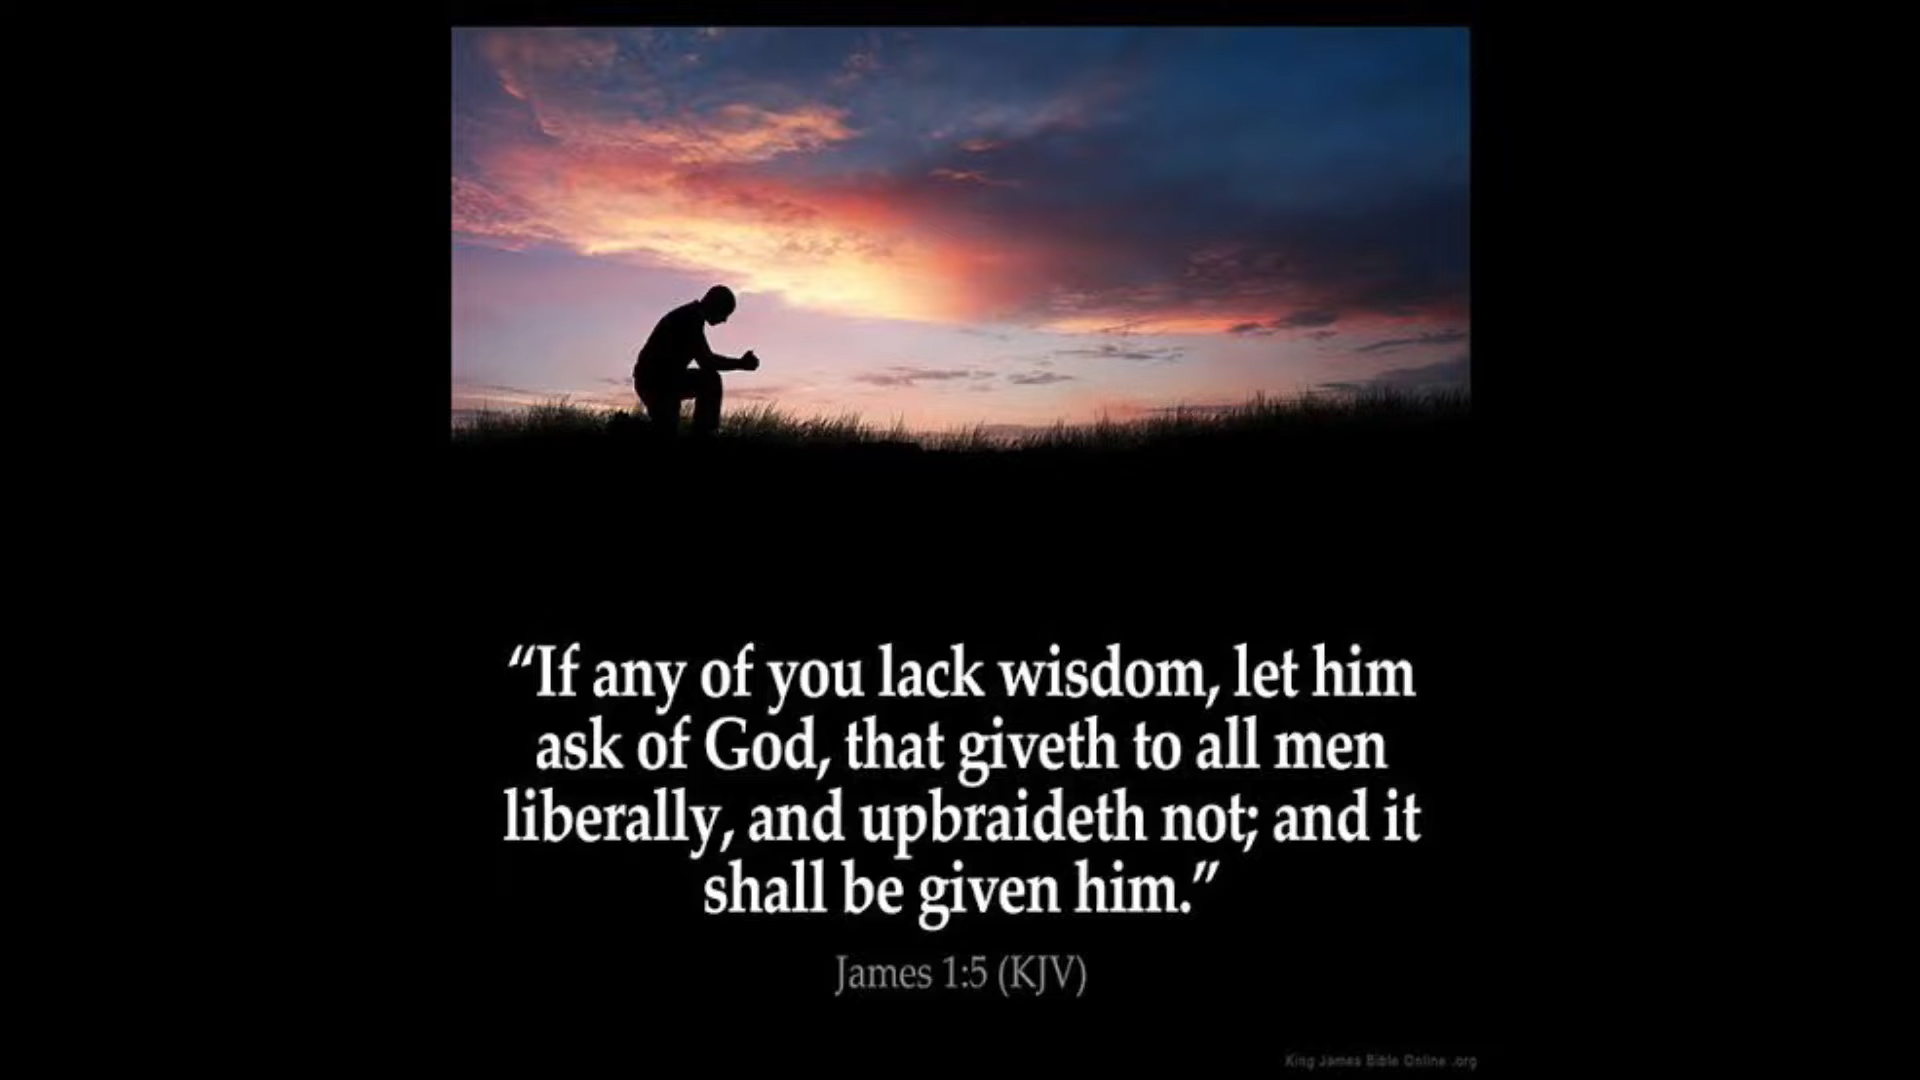 “If any of you lack wisdom, let him
ask of God, that giveth to all men
liberally, and upbraideth not; and it
shall be given him.”
James 1:5 (KJV)
King James Bible Online .org